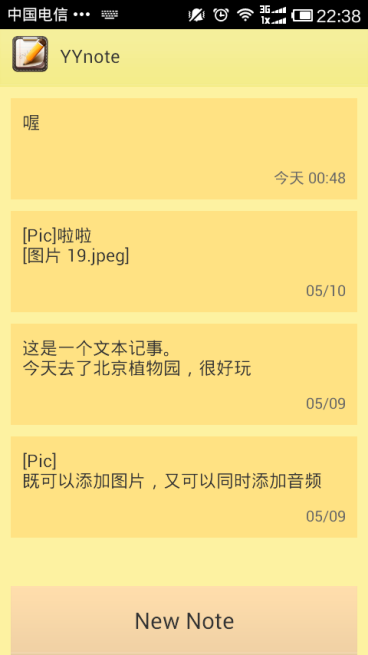 中国电信 ••• 3G 1X 22:38
YYnote
喔
今天 00:48
[Pic]啦啦
[图片 19.jpeg]
05/10
这是一个文本记事。
今天去了北京植物园，很好玩
05/09
[Pic]
既可以添加图片，又可以同时添加音频
05/09
New Note